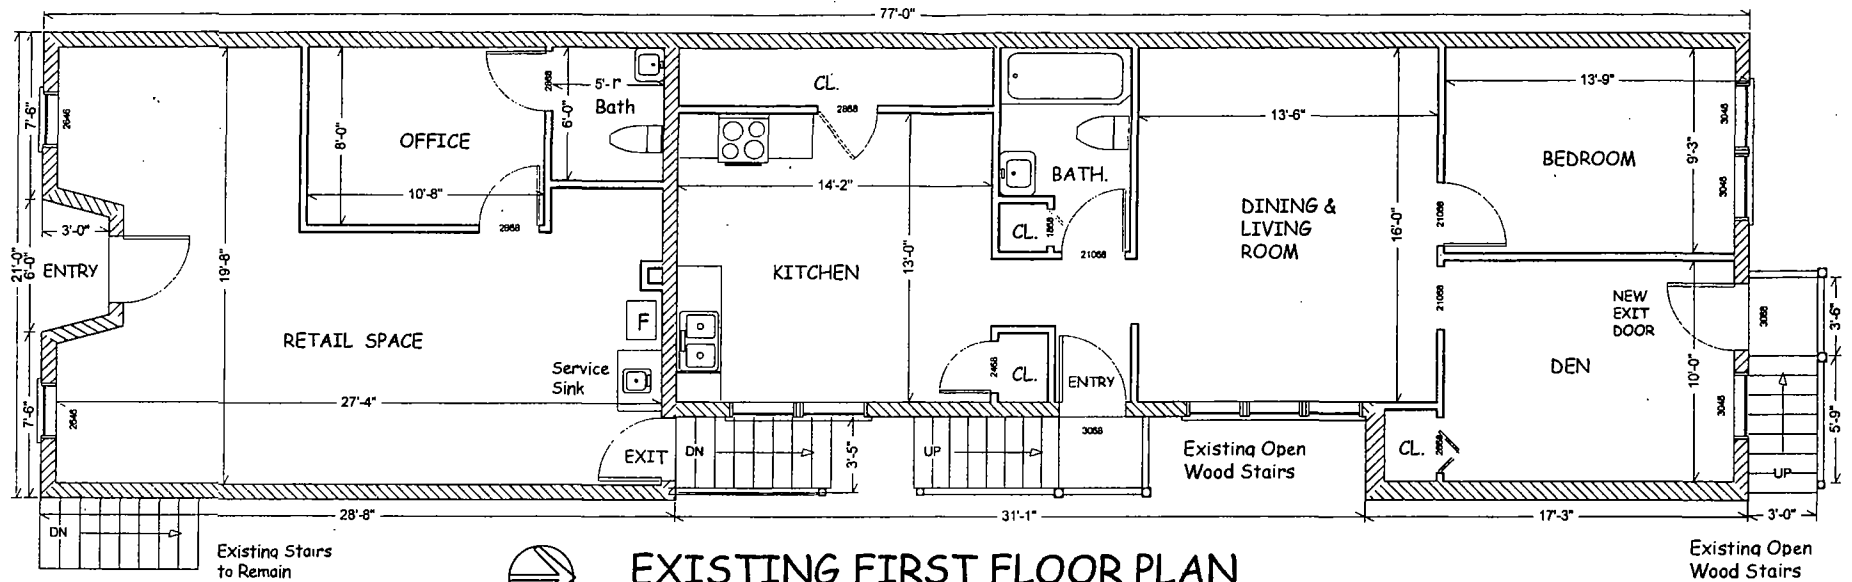 77'-0"
CL.
2868
5'-1"
Bath
6'-0"
2868
13'-6"
13'-9"
7'-6"
2646
8'-0"
OFFICE
BEDROOM
9'-3"
3046
3046
10'-8"
14'-2"
BATH.
2868
CL.
1868
21068
DINING &
LIVING
ROOM
16'-0"
21068
3'-0"
ENTRY
21'-0"
6'-0"
19'-8"
KITCHEN
13'-0"
21068
NEW
EXIT
DOOR
3068
3'-6"
F
RETAIL SPACE
Service
Sink
2468
CL.
ENTRY
DEN
10'-0"
3046
7'-6"
2646
27'-4"
EXIT
DN
3'-5"
UP
3068
Existing Open
Wood Stairs
CL.
2668
5'-9"
UP
28'-8"
31'-1"
17'-3"
3'-0"
DN
Existing Stairs
to Remain
EXISTING FIRST FLOOR PLAN
Existing Open
Wood Stairs